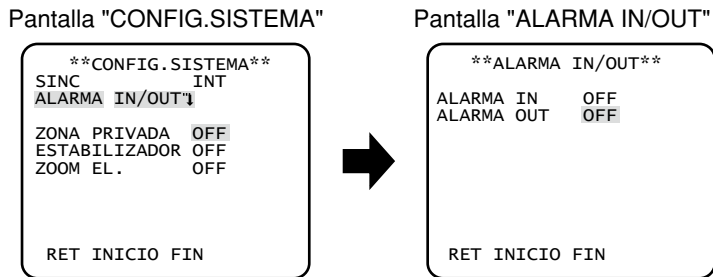 Pantalla "CONFIG.SISTEMA"
**CONFIG.SISTEMA**
SINC INT
ALARMA IN/OUT
ZONA PRIVADA OFF
ESTABILIZADOR OFF
ZOOM EL. OFF
RET INICIO FIN
Pantalla "ALARMA IN/OUT"
**ALARMA IN/OUT**
ALARMA IN OFF
ALARMA OUT OFF
RET INICIO FIN